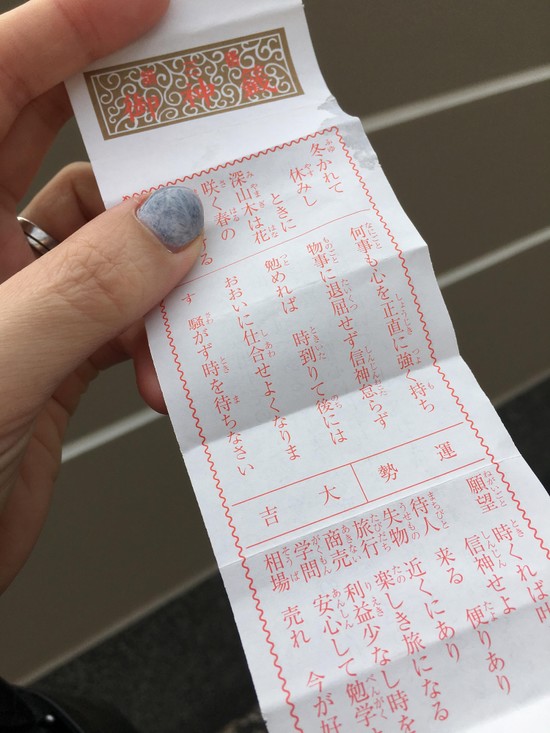 御神籤
冬かれて
休みし
ときに
深山木は花
咲く春の
ける
何事も心を正直に強く持ち
物事に退屈せず信神怠らず
勉めれば 時到りて後には
おおいに仕合せよくなりま
す 騒がず時を待ちなさい
運勢
大吉
願望 時くれば叶
信神せよ 便りあり
待人 来る
失物 近くにあり
旅行 楽しき旅になる
商売 利益少なし時を
学問 安心して勉学
相場 売れ 今が好